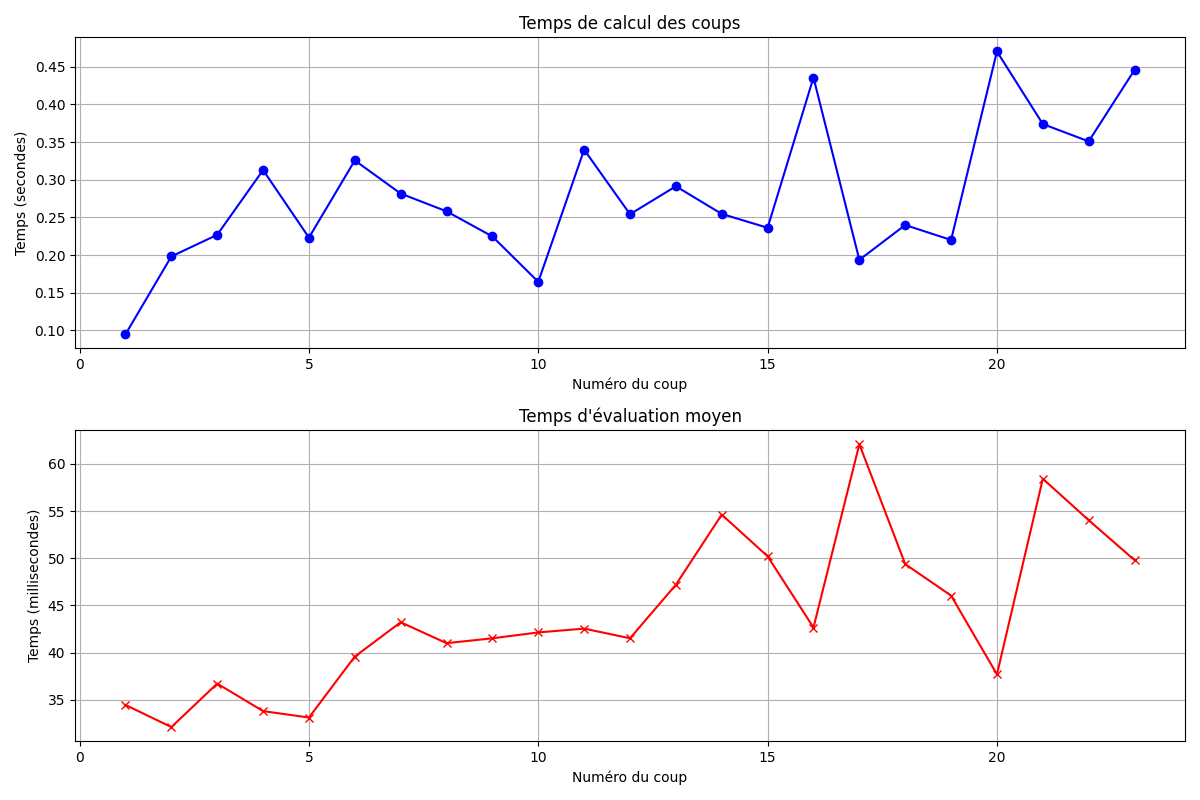 Temps de calcul des coups
Temps (secondes)
0.45
0.40
0.35
0.30
0.25
0.20
0.15
0.10
0 5 10 15 20
Numéro du coup
Temps d'évaluation moyen
Temps (millisecondes)
60
55
50
45
40
35
0 5 10 15 20
Numéro du coup